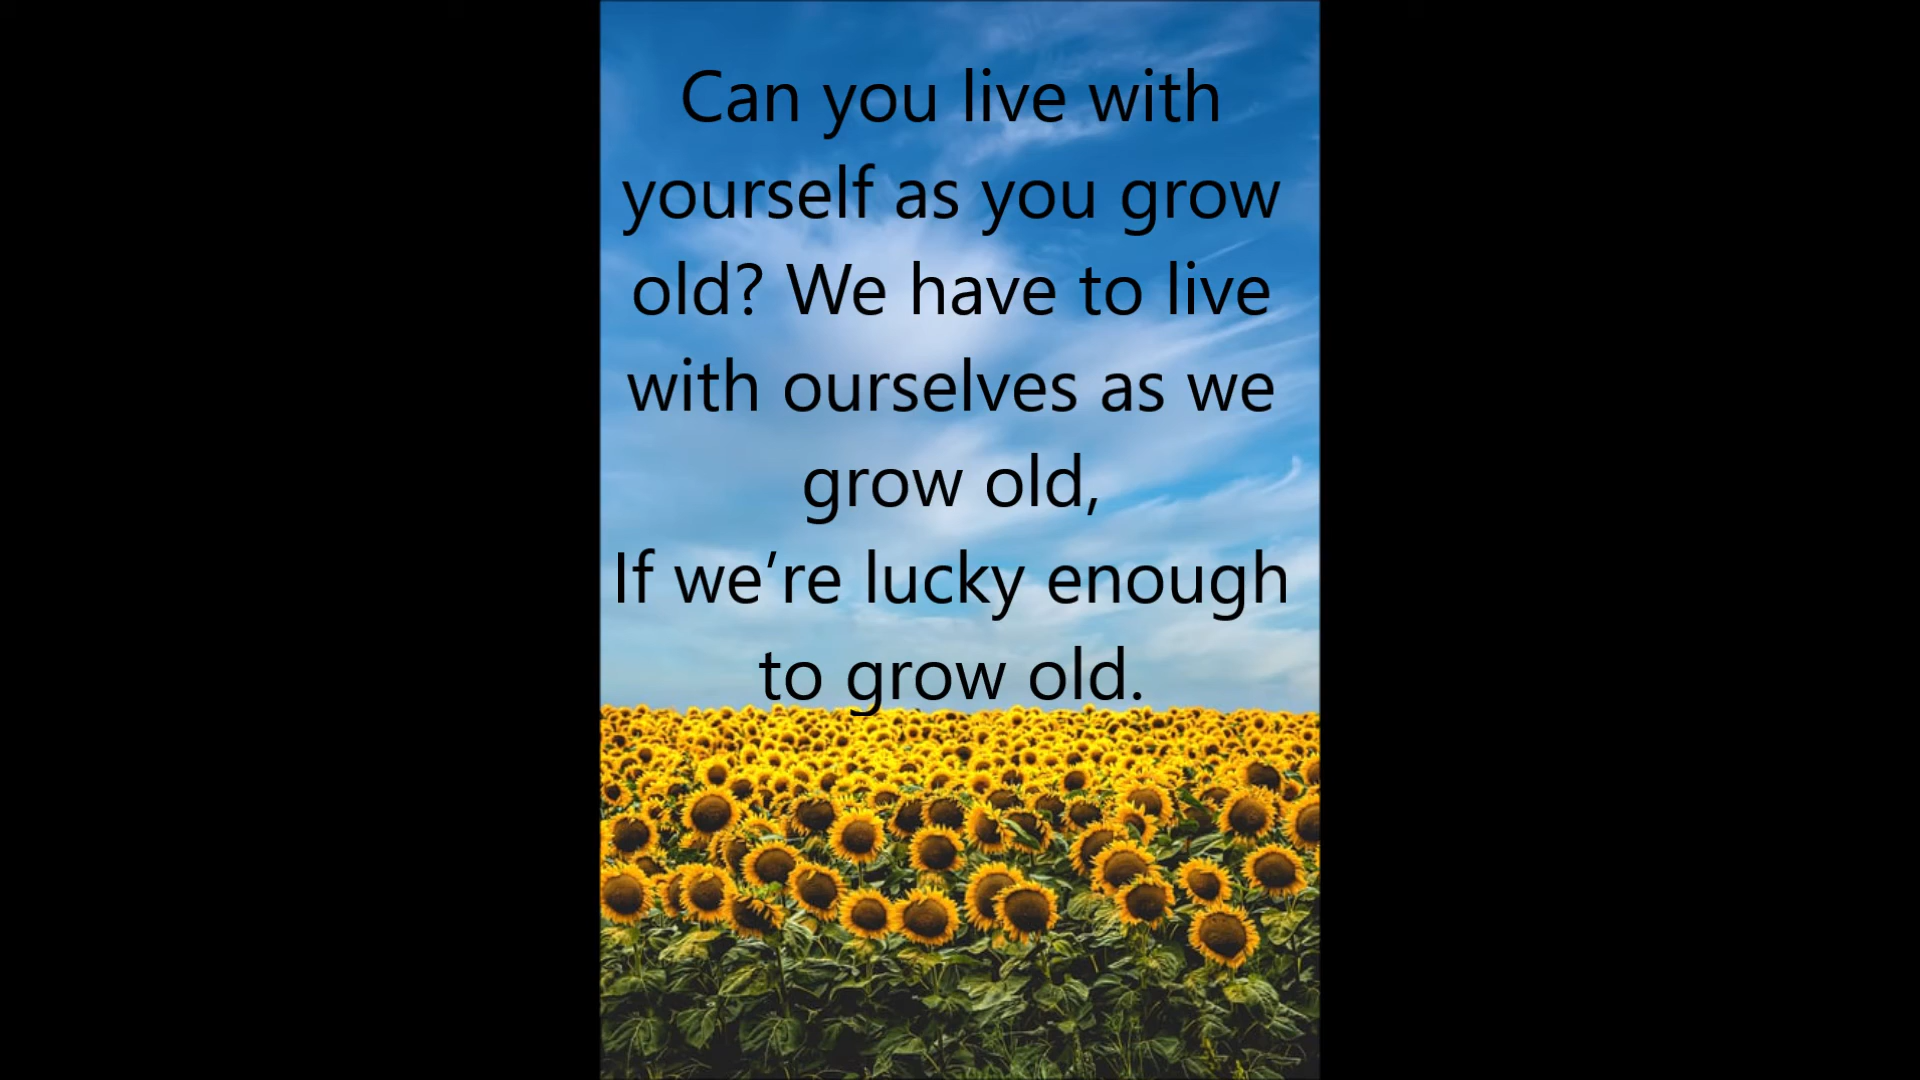 Can you live with
yourself as you grow
old? We have to live
with ourselves as we
grow old,
If we’re lucky enough
to grow old.